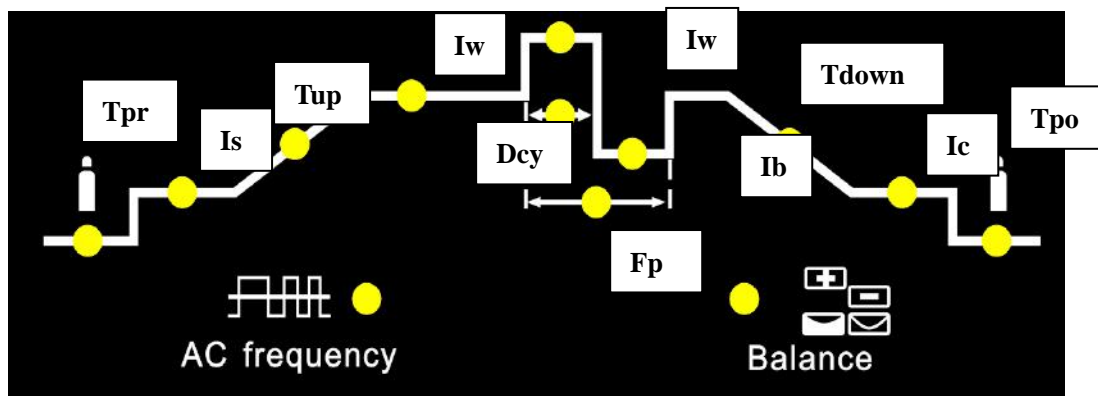 Tpr
Is
Tup
Iw
Dcy
Fp
Iw
Ib
Tdown
Ic
Tpo
AC frequency
Balance